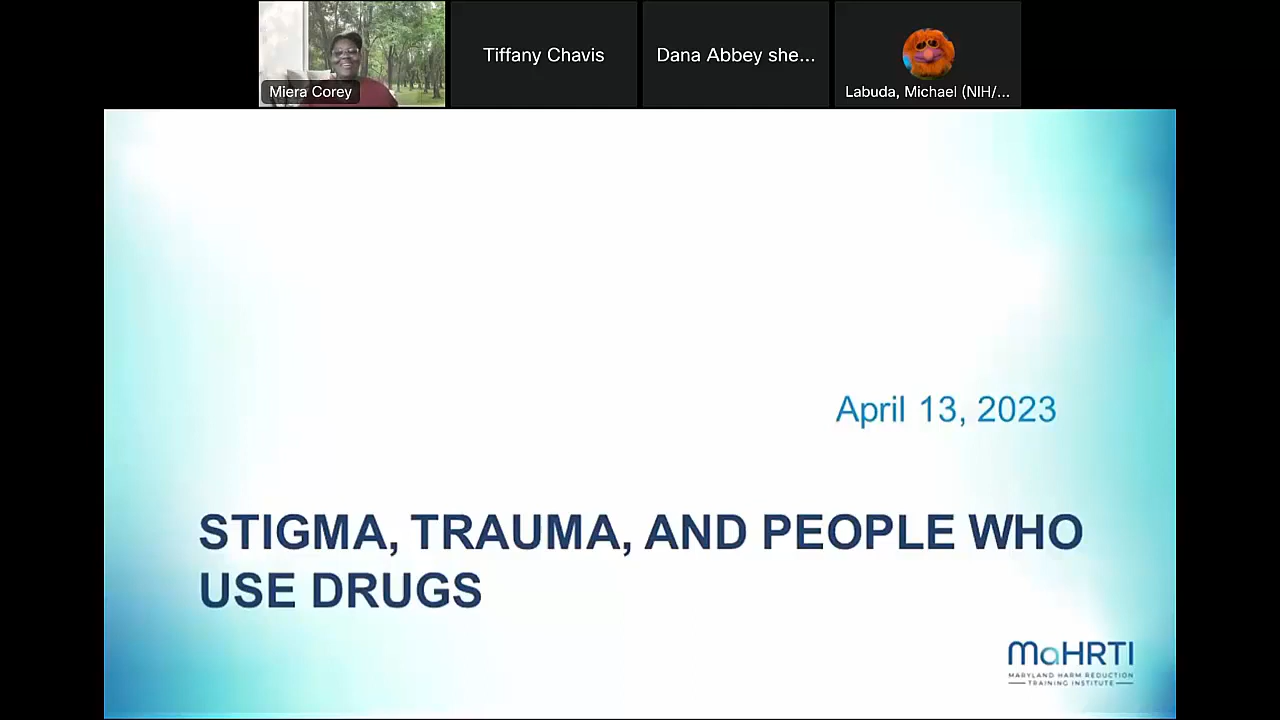 Miera Corey
Tiffany Chavis
Dana Abbey she...
Labuda, Michael (NIH/...
April 13, 2023
STIGMA, TRAUMA, AND PEOPLE WHO
USE DRUGS
MaHRTI
MARYLAND HARM REDUCTION
TRAINING INSTITUTE